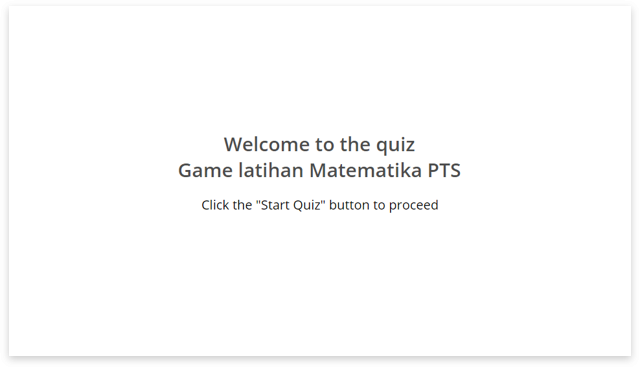 Welcome to the quiz
Game latihan Matematika PTS
Click the "Start Quiz" button to proceed